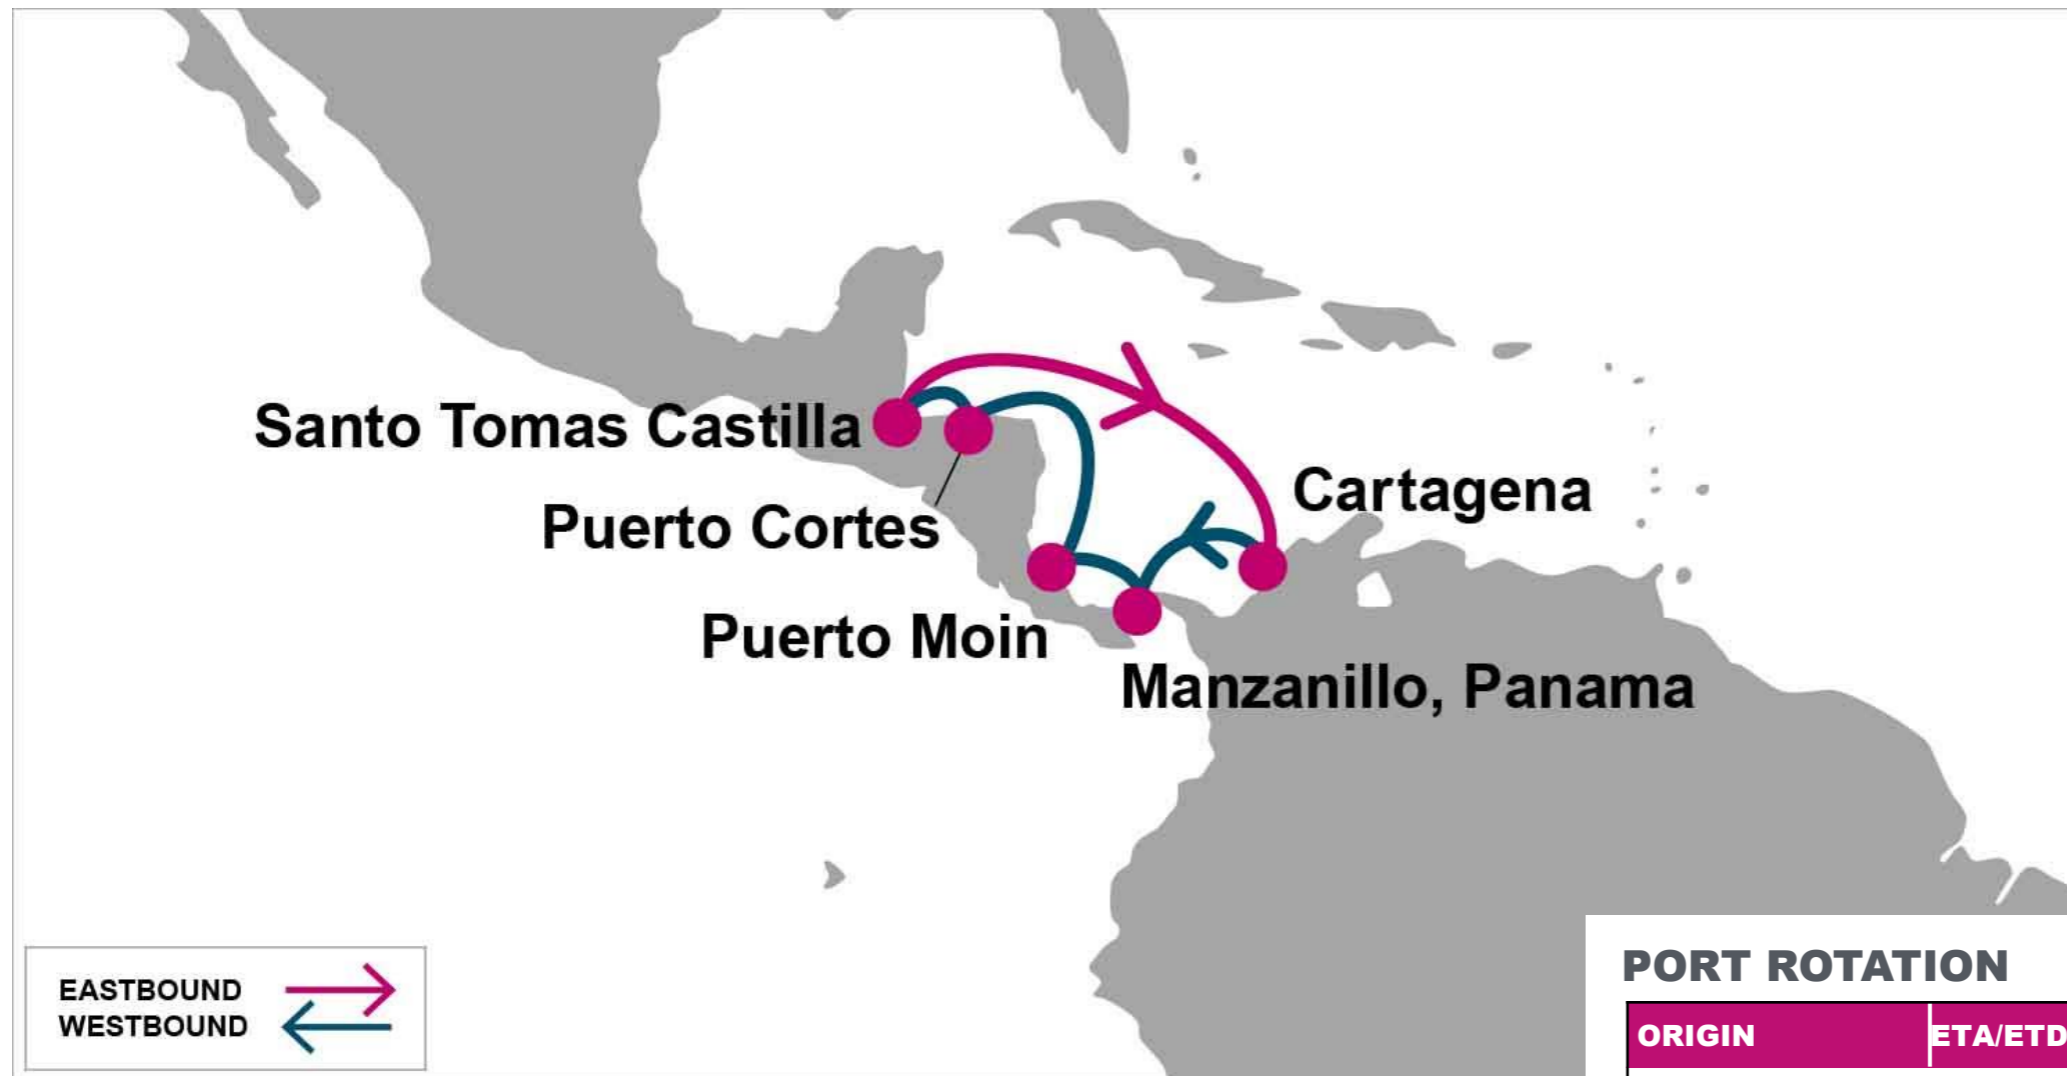 Santo Tomas Castilla
Puerto Cortes
Cartagena
Puerto Moin
Manzanillo, Panama
EASTBOUND
WESTBOUND
PORT ROTATION
ORIGIN ETA/ETD